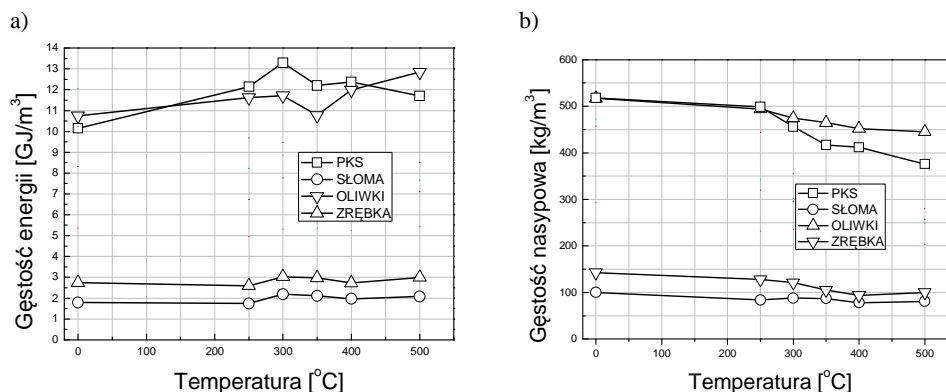 a)
Gęstość energii [GJ/m³]
14
13
12
11
10
9
8
7
6
5
4
3
2
1
0
PKS
SŁOMA
OLIWKI
ZRĘBKA
0 100 200 300 400 500
Temperatura [°C]
b)
Gęstość nasypowa [kg/m³]
600
500
400
300
200
100
0
PKS
SŁOMA
OLIWKI
ZRĘBKA
0 100 200 300 400 500
Temperatura [°C]